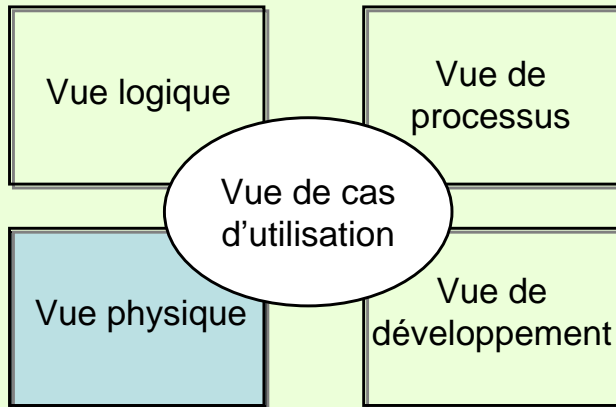 Vue logique
Vue de
processus
Vue de cas
d'utilisation
Vue physique
Vue de
développement